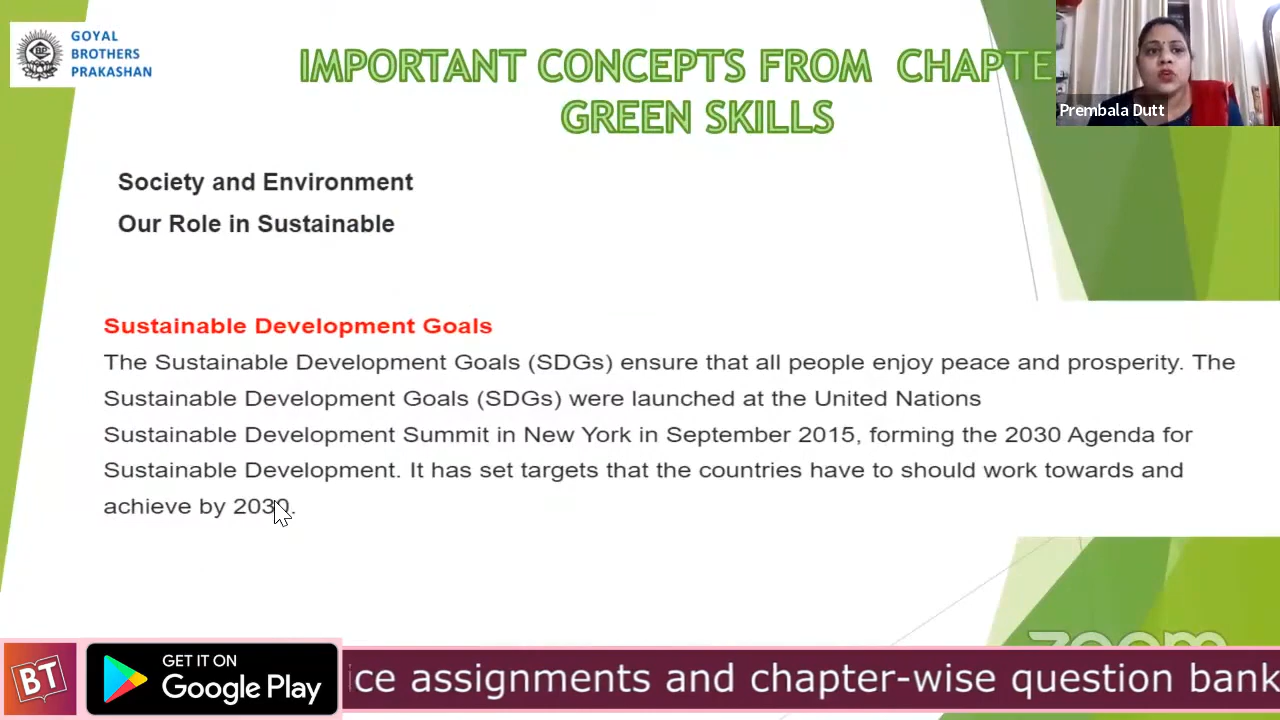 GOYAL
BROTHERS
PRAKASHAN
IMPORTANT CONCEPTS FROM CHAPTE
GREEN SKILLS
Prembala Dutt
Society and Environment
Our Role in Sustainable
Sustainable Development Goals
The Sustainable Development Goals (SDGs) ensure that all people enjoy peace and prosperity. The
Sustainable Development Goals (SDGs) were launched at the United Nations
Sustainable Development Summit in New York in September 2015, forming the 2030 Agenda for
Sustainable Development. It has set targets that the countries have to should work towards and
achieve by 2030.
zoom
BT
GET IT ON
Google Play
ice assignments and chapter-wise question bank